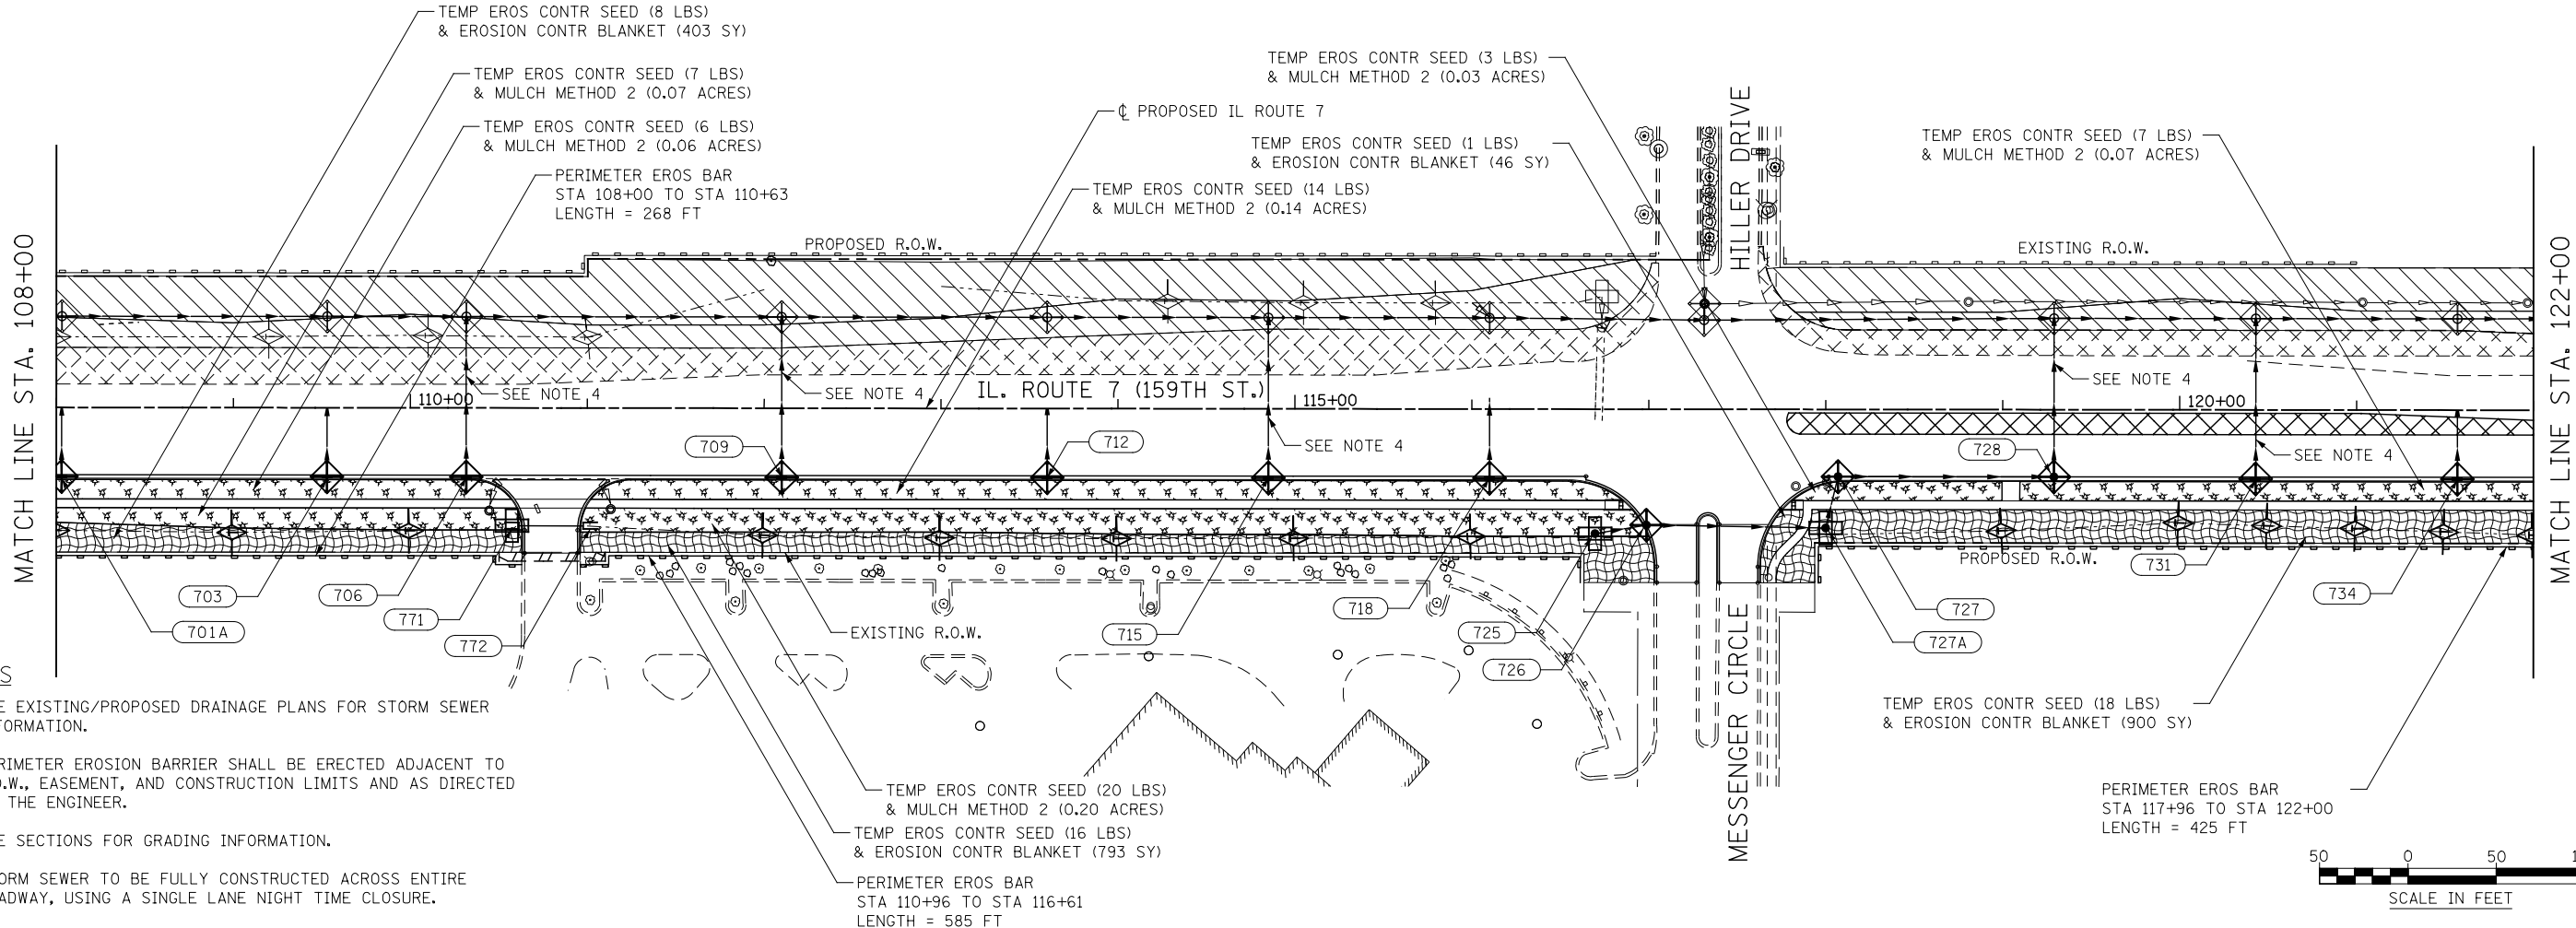 TEMP EROS CONTR SEED (8 LBS)
& EROSION CONTR BLANKET (403 SY)
TEMP EROS CONTR SEED (7 LBS)
& MULCH METHOD 2 (0.07 ACRES)
TEMP EROS CONTR SEED (6 LBS)
& MULCH METHOD 2 (0.06 ACRES)
PERIMETER EROS BAR
STA 108+00 TO STA 110+63
LENGTH = 268 FT
TEMP EROS CONTR SEED (3 LBS)
& MULCH METHOD 2 (0.03 ACRES)
℄ PROPOSED IL ROUTE 7
TEMP EROS CONTR SEED (1 LBS)
& EROSION CONTR BLANKET (46 SY)
TEMP EROS CONTR SEED (14 LBS)
& MULCH METHOD 2 (0.14 ACRES)
TEMP EROS CONTR SEED (7 LBS)
& MULCH METHOD 2 (0.07 ACRES)
HILLER DRIVE
PROPOSED R.O.W.
EXISTING R.O.W.
MATCH LINE STA. 108+00
MATCH LINE STA. 122+00
SEE NOTE 4
SEE NOTE 4
SEE NOTE 4
IL. ROUTE 7 (159TH ST.)
110+00
115+00
120+00
SEE NOTE 4
SEE NOTE 4
709
712
728
PROPOSED R.O.W.
703
706
771
701A
772
EXISTING R.O.W.
715
718
725
726
727
727A
731
734
MESSENGER CIRCLE
S
E EXISTING/PROPOSED DRAINAGE PLANS FOR STORM SEWER
FORMATION.
RIMETER EROSION BARRIER SHALL BE ERECTED ADJACENT TO
O.W., EASEMENT, AND CONSTRUCTION LIMITS AND AS DIRECTED
THE ENGINEER.
E SECTIONS FOR GRADING INFORMATION.
ORM SEWER TO BE FULLY CONSTRUCTED ACROSS ENTIRE
ADWAY, USING A SINGLE LANE NIGHT TIME CLOSURE.
TEMP EROS CONTR SEED (20 LBS)
& MULCH METHOD 2 (0.20 ACRES)
TEMP EROS CONTR SEED (16 LBS)
& EROSION CONTR BLANKET (793 SY)
PERIMETER EROS BAR
STA 110+96 TO STA 116+61
LENGTH = 585 FT
TEMP EROS CONTR SEED (18 LBS)
& EROSION CONTR BLANKET (900 SY)
PERIMETER EROS BAR
STA 117+96 TO STA 122+00
LENGTH = 425 FT
50 0 50
SCALE IN FEET